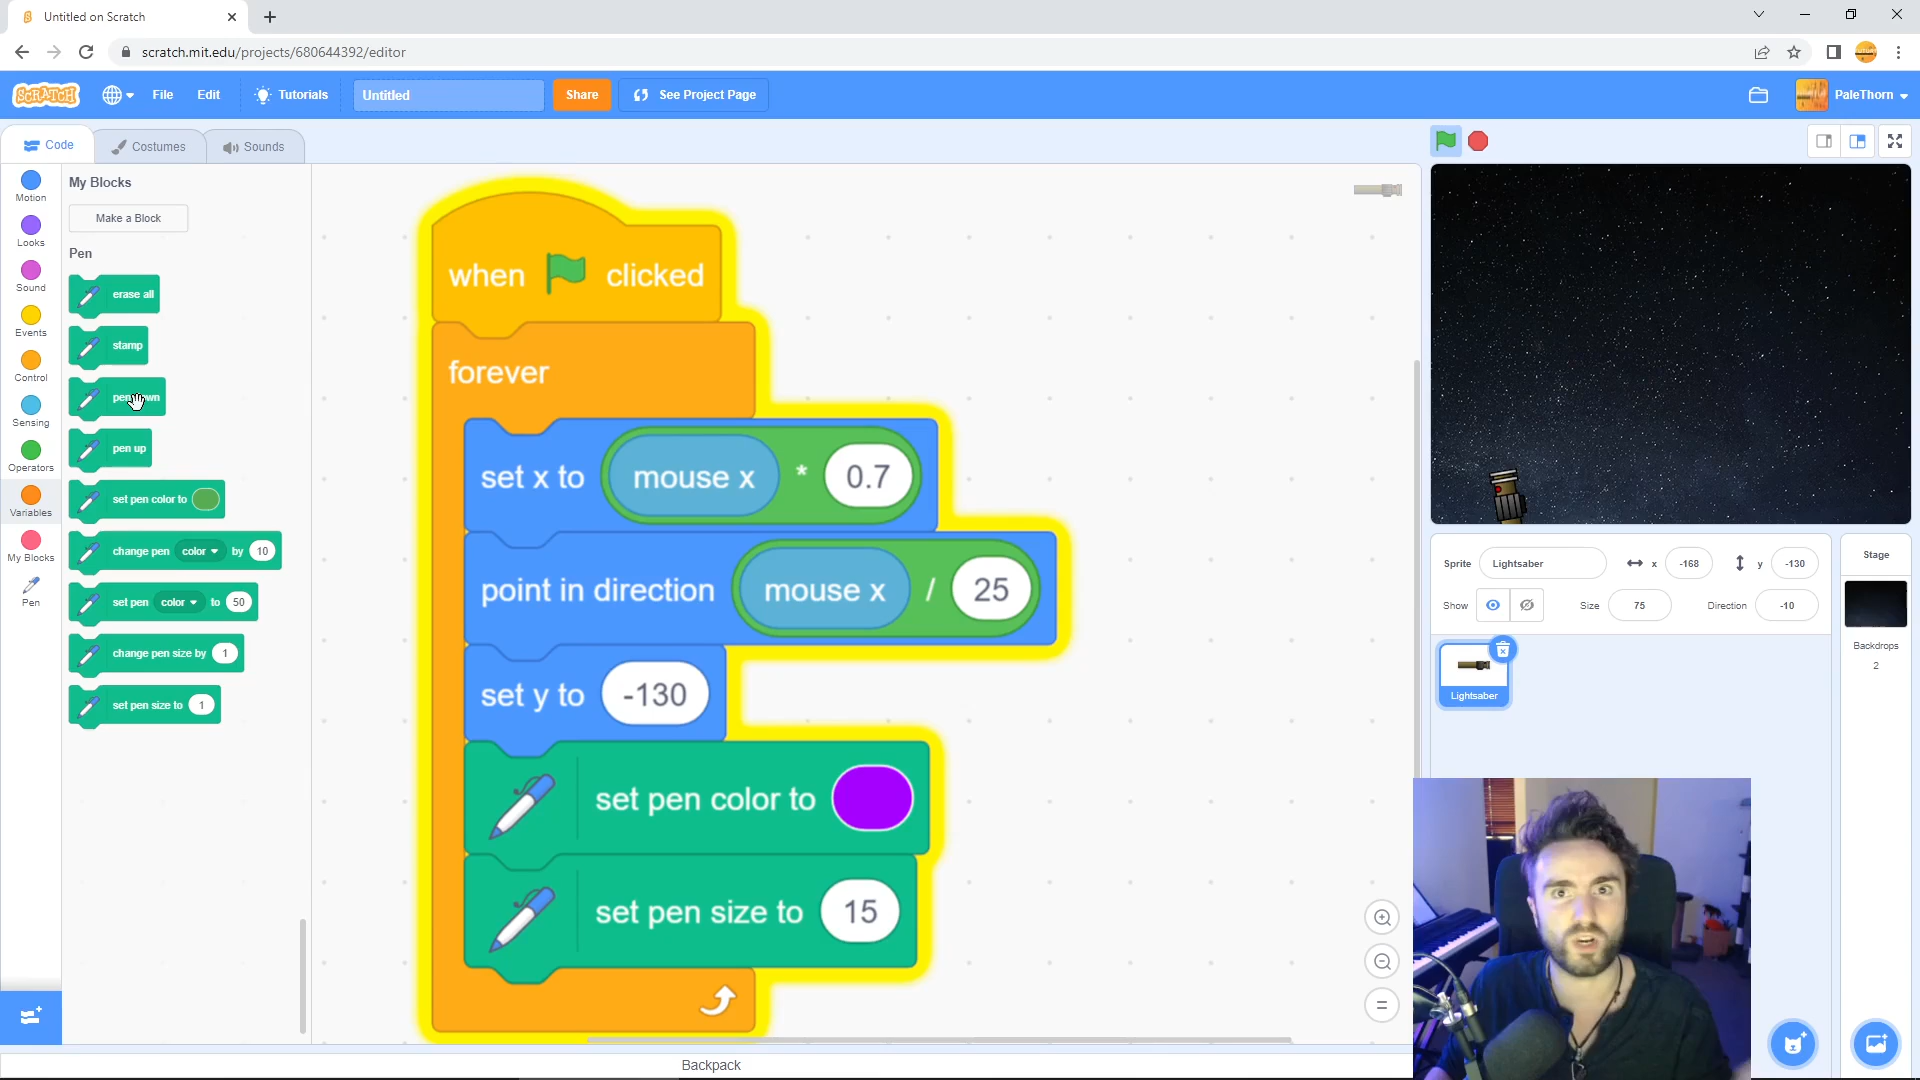 Untitled on Scratch
scratch.mit.edu/projects/680644392/editor
SCRATCH
File
Edit
Tutorials
Untitled
Share
See Project Page
PaleThorn
Code
Costumes
Sounds
Motion
Looks
Sound
Events
Control
Sensing
Operators
Variables
My Blocks
Pen
My Blocks
Make a Block
Pen
erase all
stamp
pen up
set pen color to
change pen color by 10
set pen color to 50
change pen size by 1
set pen size to 1
when clicked
forever
set x to mouse x * 0.7
point in direction mouse x / 25
set y to -130
set pen color to
set pen size to 15
Backpack
Sprite Lightsaber x -168 y -130
Show Size 75 Direction -10
Lightsaber
Stage
Backdrops
2